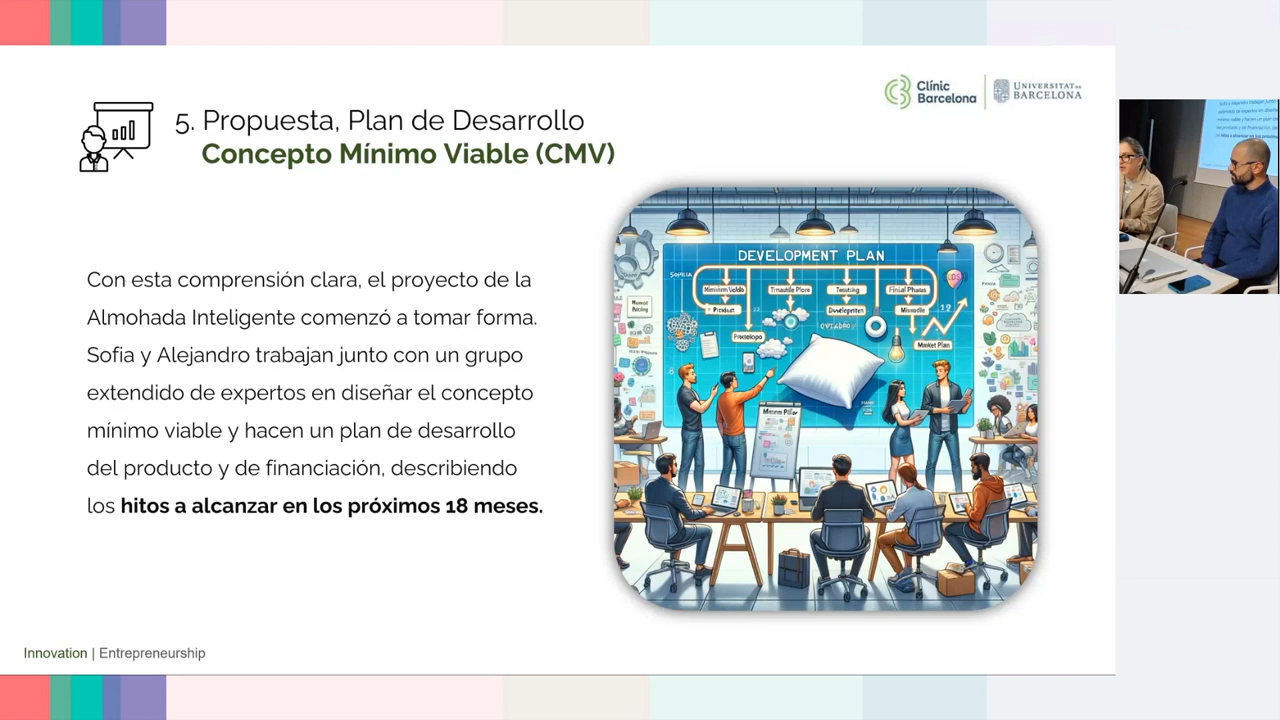 Clínic
Barcelona
UNIVERSITAT DE
BARCELONA
5. Propuesta, Plan de Desarrollo
Concepto Mínimo Viable (CMV)
Con esta comprensión clara, el proyecto de la
Almohada Inteligente comenzó a tomar forma.
Sofia y Alejandro trabajan junto con un grupo
extendido de expertos en diseñar el concepto
mínimo viable y hacen un plan de desarrollo
del producto y de financiación, describiendo
los hitos a alcanzar en los próximos 18 meses.
DEVELOPMENT PLAN
Product
Market Plan
Innovation | Entrepreneurship